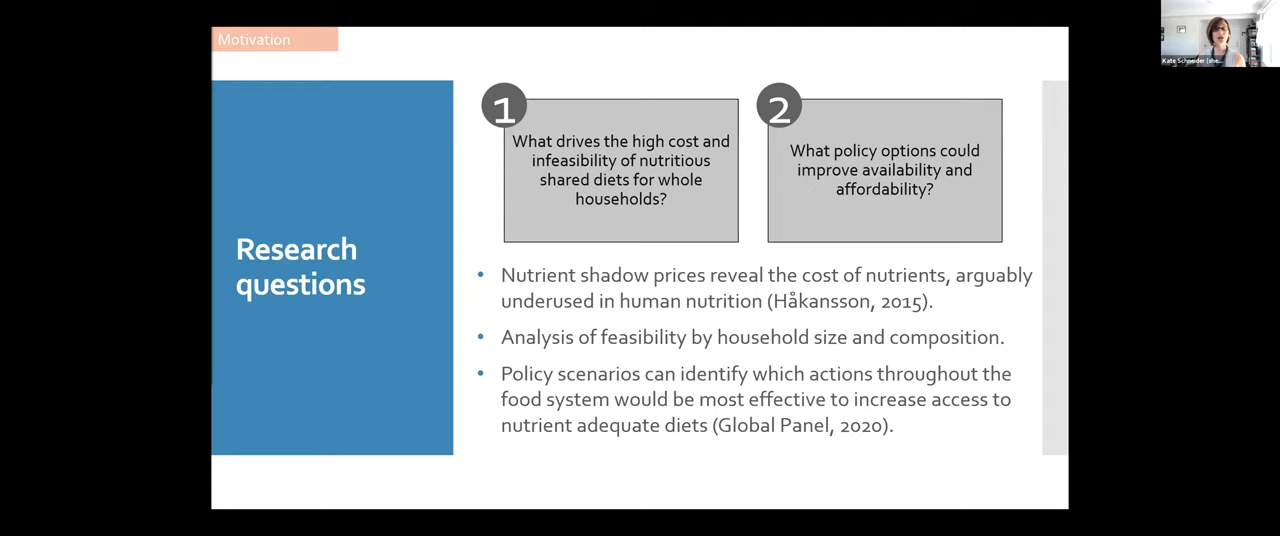 Motivation
Kate Schneider (she...
Research
questions
1
What drives the high cost and
infeasibility of nutritious
shared diets for whole
households?
2
What policy options could
improve availability and
affordability?
• Nutrient shadow prices reveal the cost of nutrients, arguably
underused in human nutrition (Håkansson, 2015).
• Analysis of feasibility by household size and composition.
• Policy scenarios can identify which actions throughout the
food system would be most effective to increase access to
nutrient adequate diets (Global Panel, 2020).